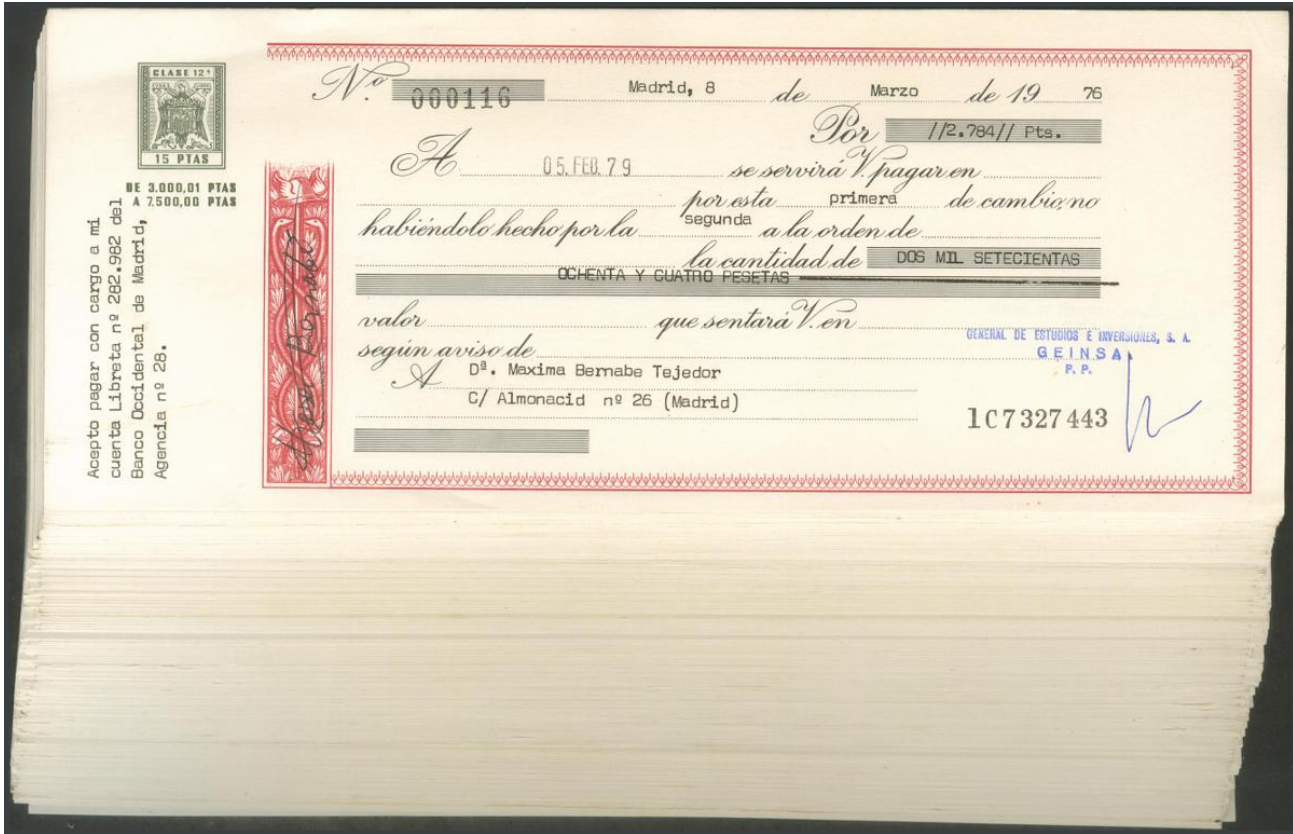 CLASE 12ª
15 PTAS
DE 3.000,01 PTAS
A 7.500,00 PTAS
Acepto pagar con cargo a mi
cuenta Libreta nº 282.982 del
Banco Occidental de Madrid,
Agencia nº 28.
N.º 000116 Madrid, 8 de Marzo de 19 76
Por //2.784// Pts.
A 05. FEB. 79 se servirá V. pagar en
por esta primera de cambio, no
habiéndolo hecho por la segunda a la orden de
la cantidad de DOS MIL SETECIENTAS
OCHENTA Y CUATRO PESETAS
valor que sentará V. en
según aviso de
GENERAL DE ESTUDIOS E INVERSIONES, S. A.
GEINSA
P. P.
A Dª. Maxima Bernabe Tejedor
C/ Almonacid nº 26 (Madrid)
1C7327443